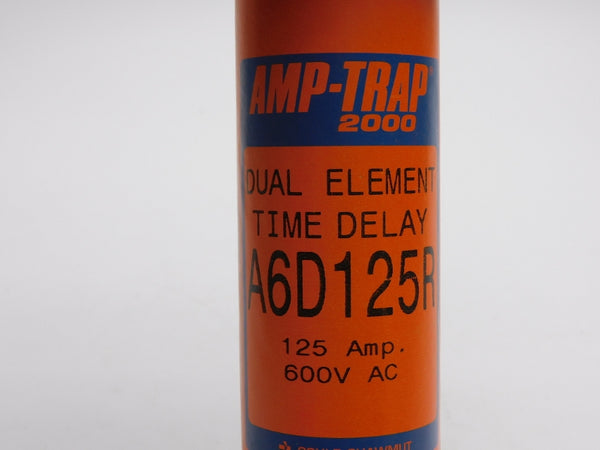 AMP-TRAP
2000
DUAL ELEMENT
TIME DELAY
A6D125R
125 Amp.
600V AC